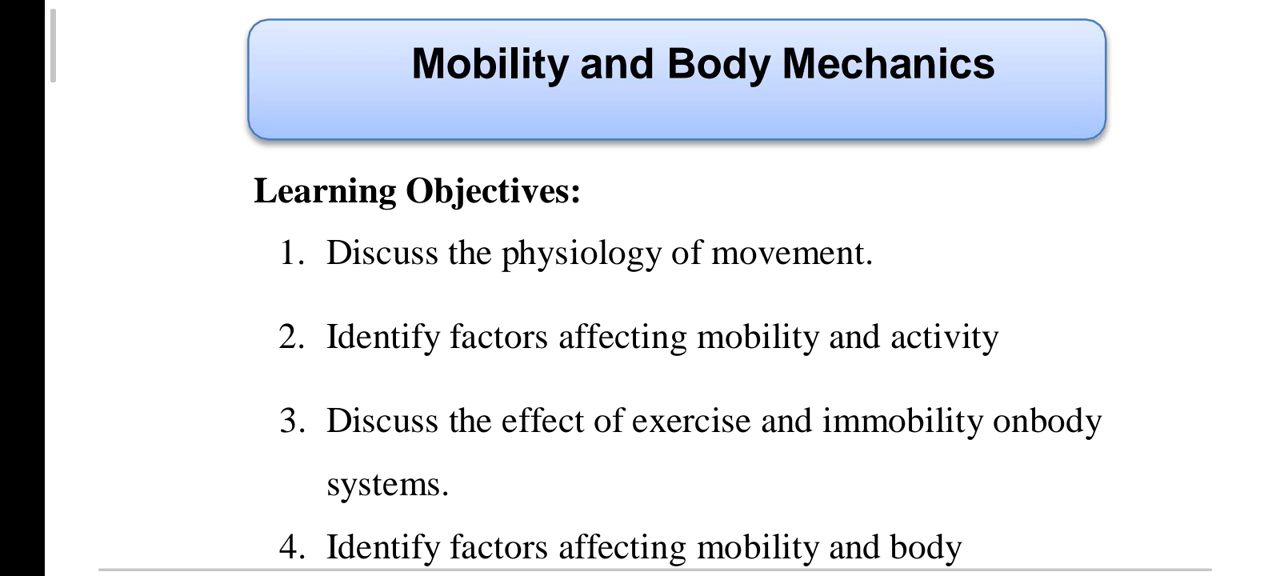 Mobility and Body Mechanics
Learning Objectives:
1. Discuss the physiology of movement.
2. Identify factors affecting mobility and activity
3. Discuss the effect of exercise and immobility onbody
systems.
4. Identify factors affecting mobility and body